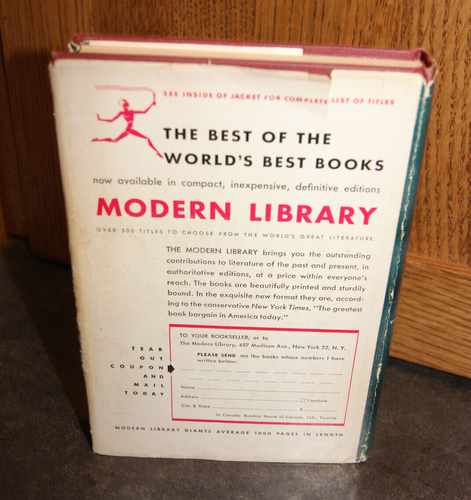 SEE INSIDE OF JACKET FOR COMPLETE LIST OF TITLES
THE BEST OF THE
WORLD'S BEST BOOKS
now available in compact, inexpensive, definitive editions
MODERN LIBRARY
OVER 300 TITLES TO CHOOSE FROM THE WORLD'S GREAT LITERATURE
THE MODERN LIBRARY brings you the outstanding
contributions to literature of the past and present, in
authoritative editions, at a price within everyone's
reach. The books are beautifully printed and sturdily
bound. In the exquisite new format they are, accord-
ing to the conservative New York Times, "The greatest
book bargain in America today."
TEAR
OUT
COUPON
AND
MAIL
TODAY
TO YOUR BOOKSELLER, or to
The Modern Library, 457 Madison Ave., New York 22, N. Y.
PLEASE SEND me the books whose numbers I have
written below:
Name
Address
I enclose
City & State $
In Canada, Random House of Canada, Ltd., Toronto
MODERN LIBRARY GIANTS AVERAGE 1000 PAGES IN LENGTH